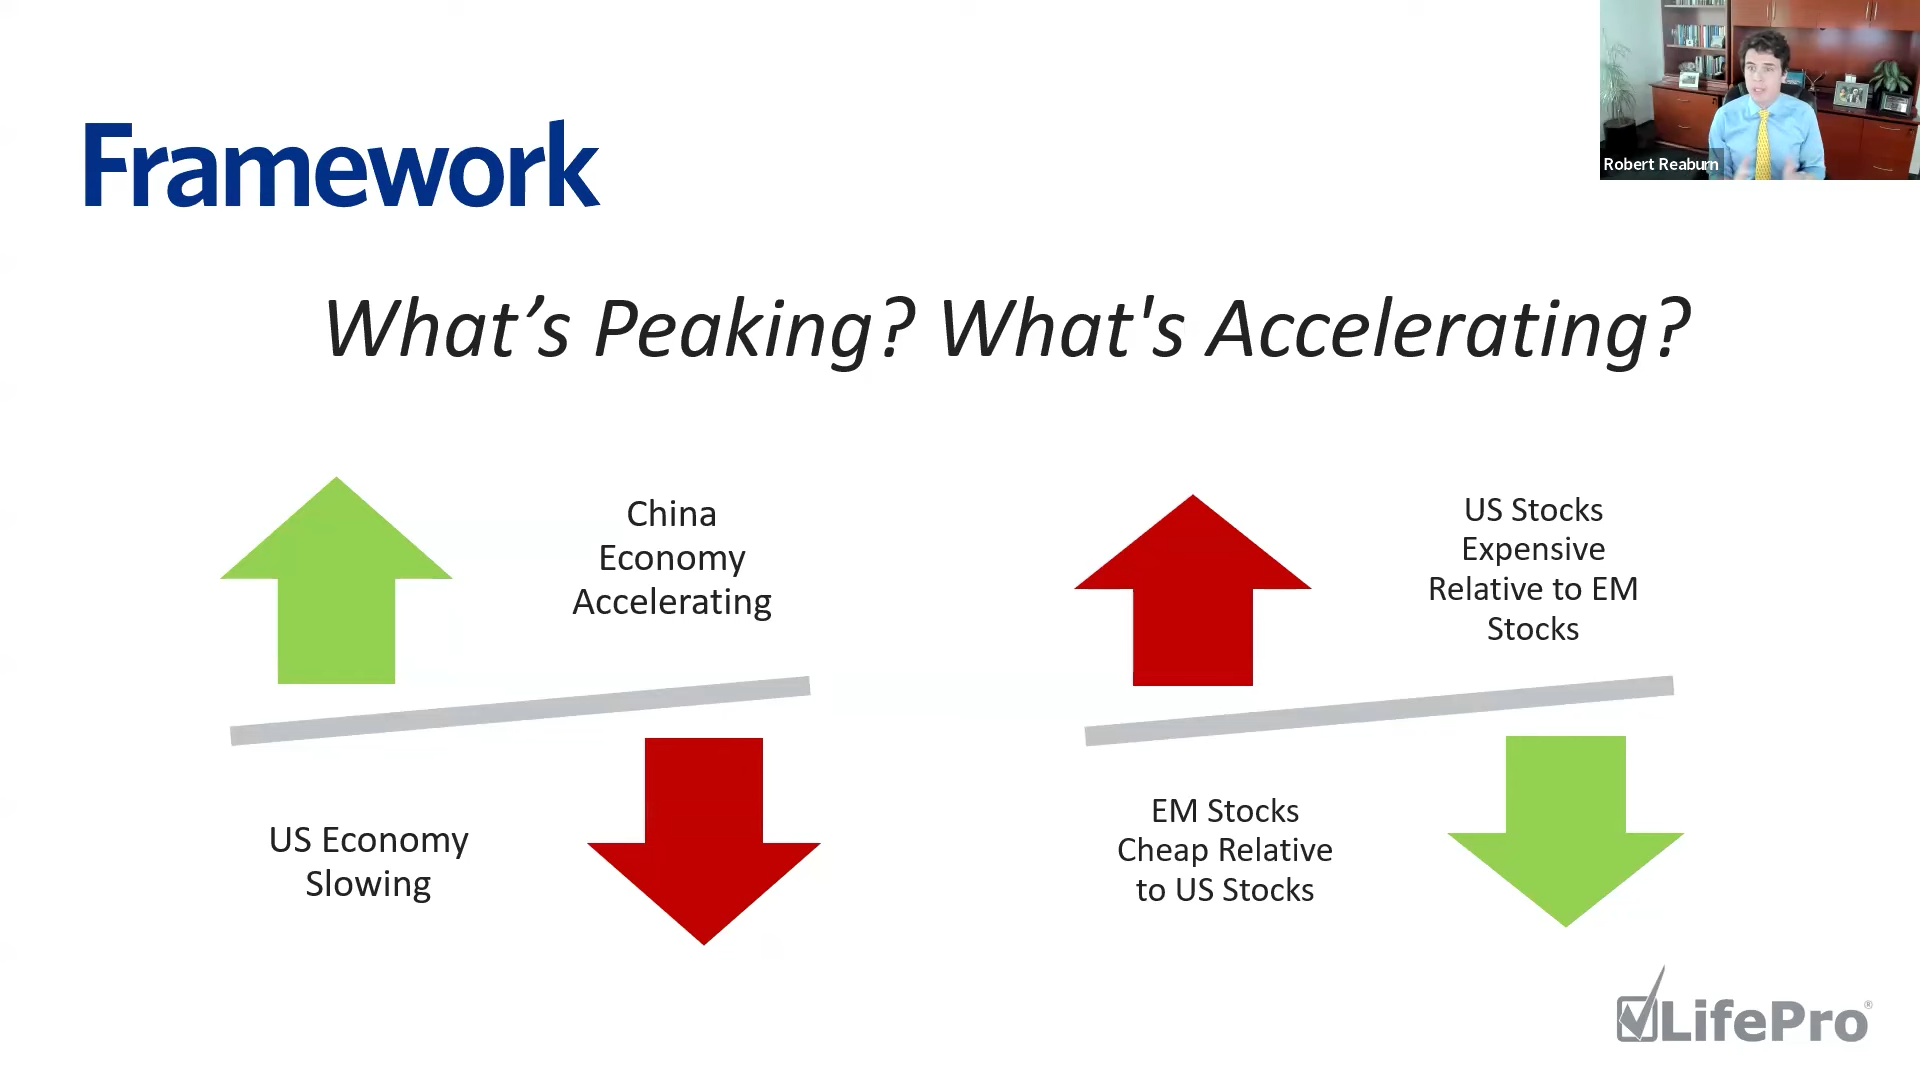 Robert Reaburn
Framework
What’s Peaking? What's Accelerating?
China
Economy
Accelerating
US Economy
Slowing
US Stocks
Expensive
Relative to EM
Stocks
EM Stocks
Cheap Relative
to US Stocks
LifePro®